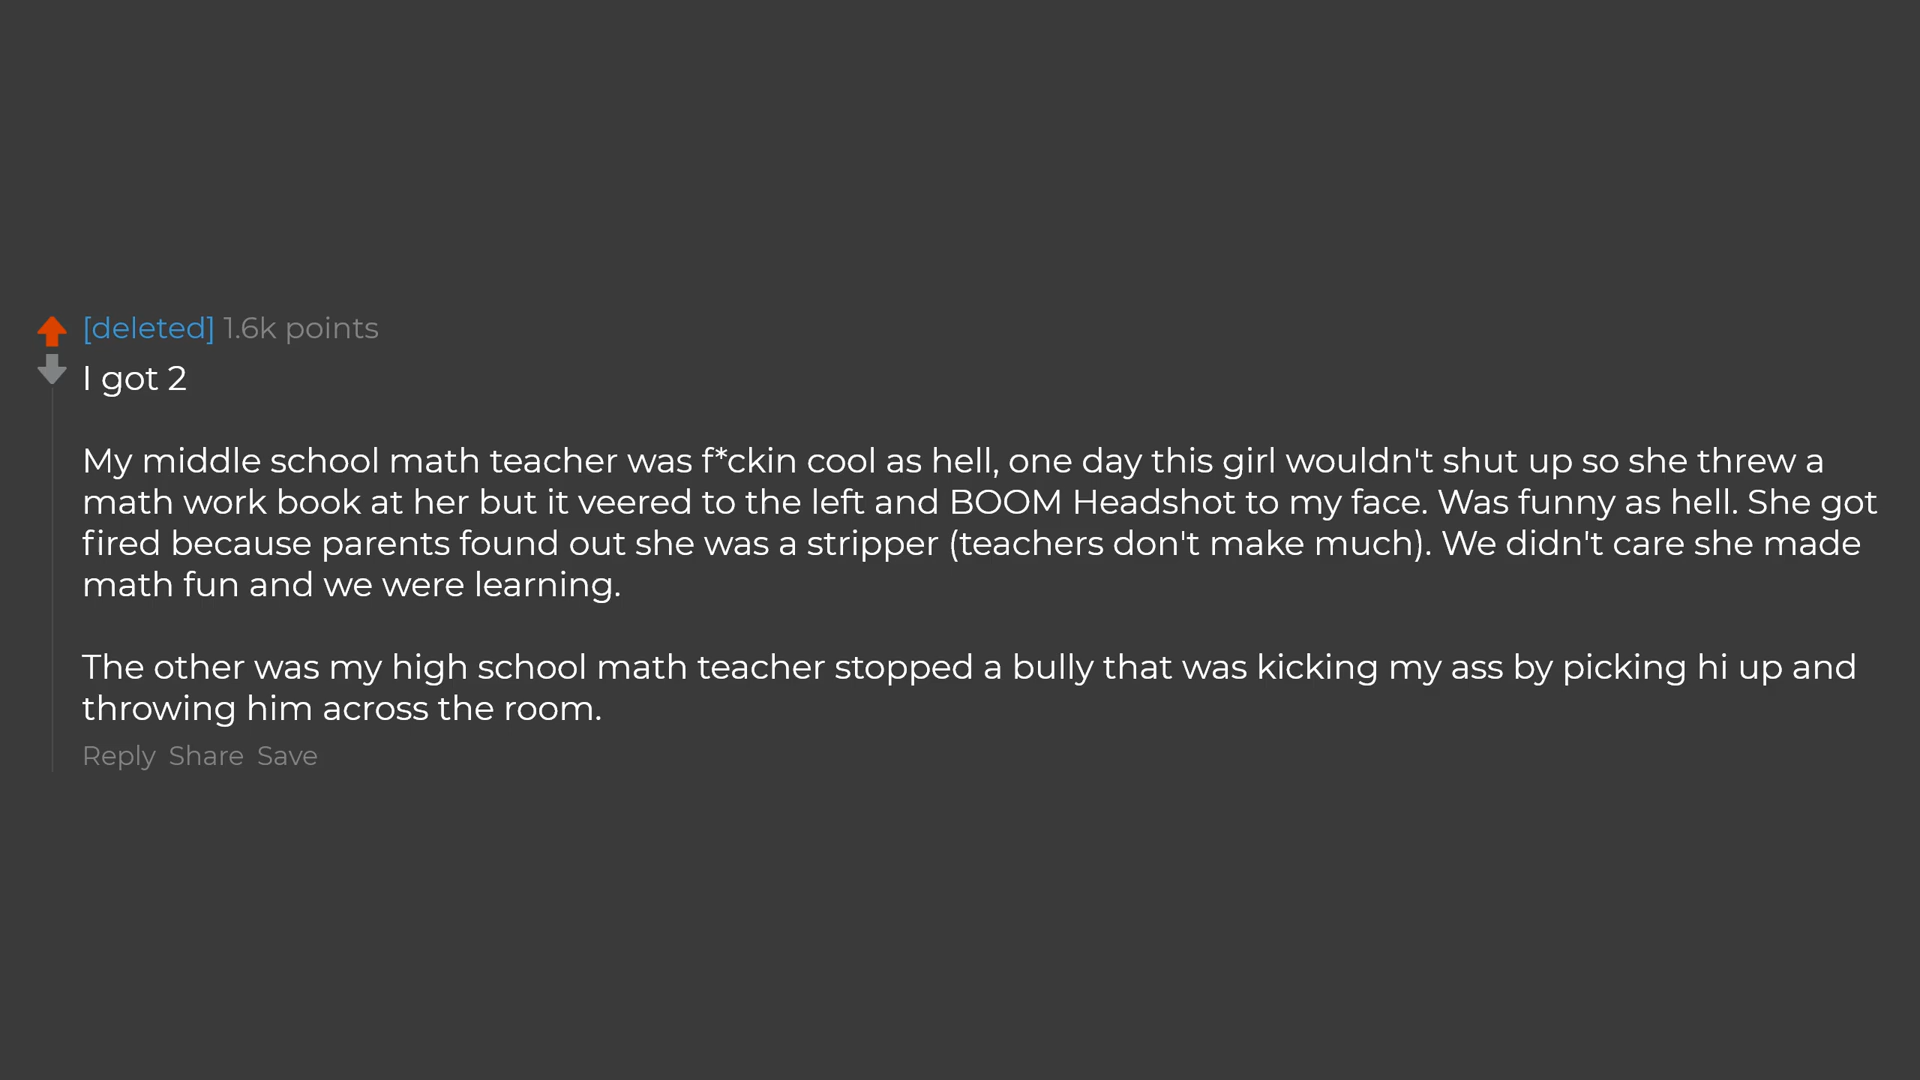 [deleted] 1.6k points
I got 2
My middle school math teacher was f*ckin cool as hell, one day this girl wouldn't shut up so she threw a
math work book at her but it veered to the left and BOOM Headshot to my face. Was funny as hell. She got
fired because parents found out she was a stripper (teachers don't make much). We didn't care she made
math fun and we were learning.
The other was my high school math teacher stopped a bully that was kicking my ass by picking hi up and
throwing him across the room.
Reply Share Save